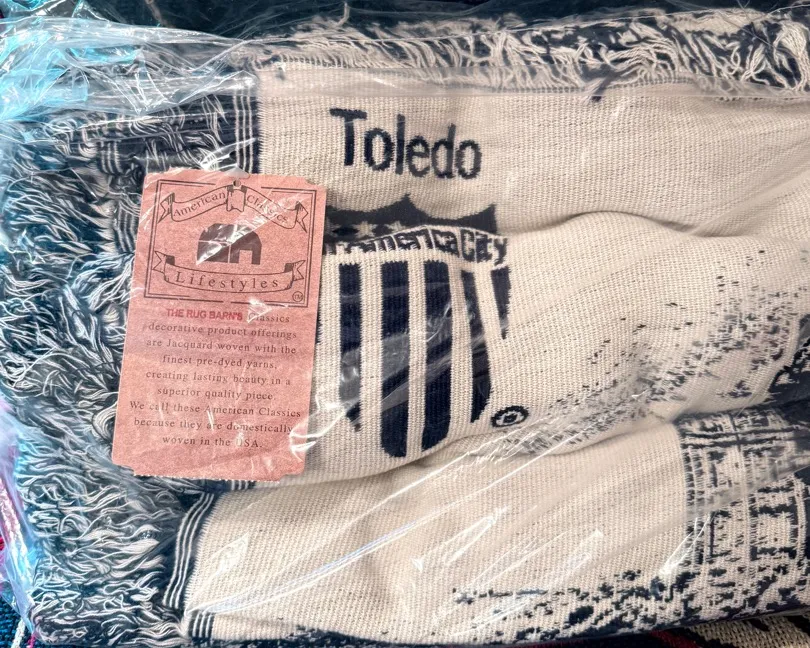 Toledo
America City
®
American Classics
Lifestyles
TM
THE RUG BARN'S Classics
decorative product offerings
are Jacquard woven with the
finest pre-dyed yarns,
creating lasting beauty in a
superior quality piece.
We call these American Classics
because they are domestically
woven in the USA.